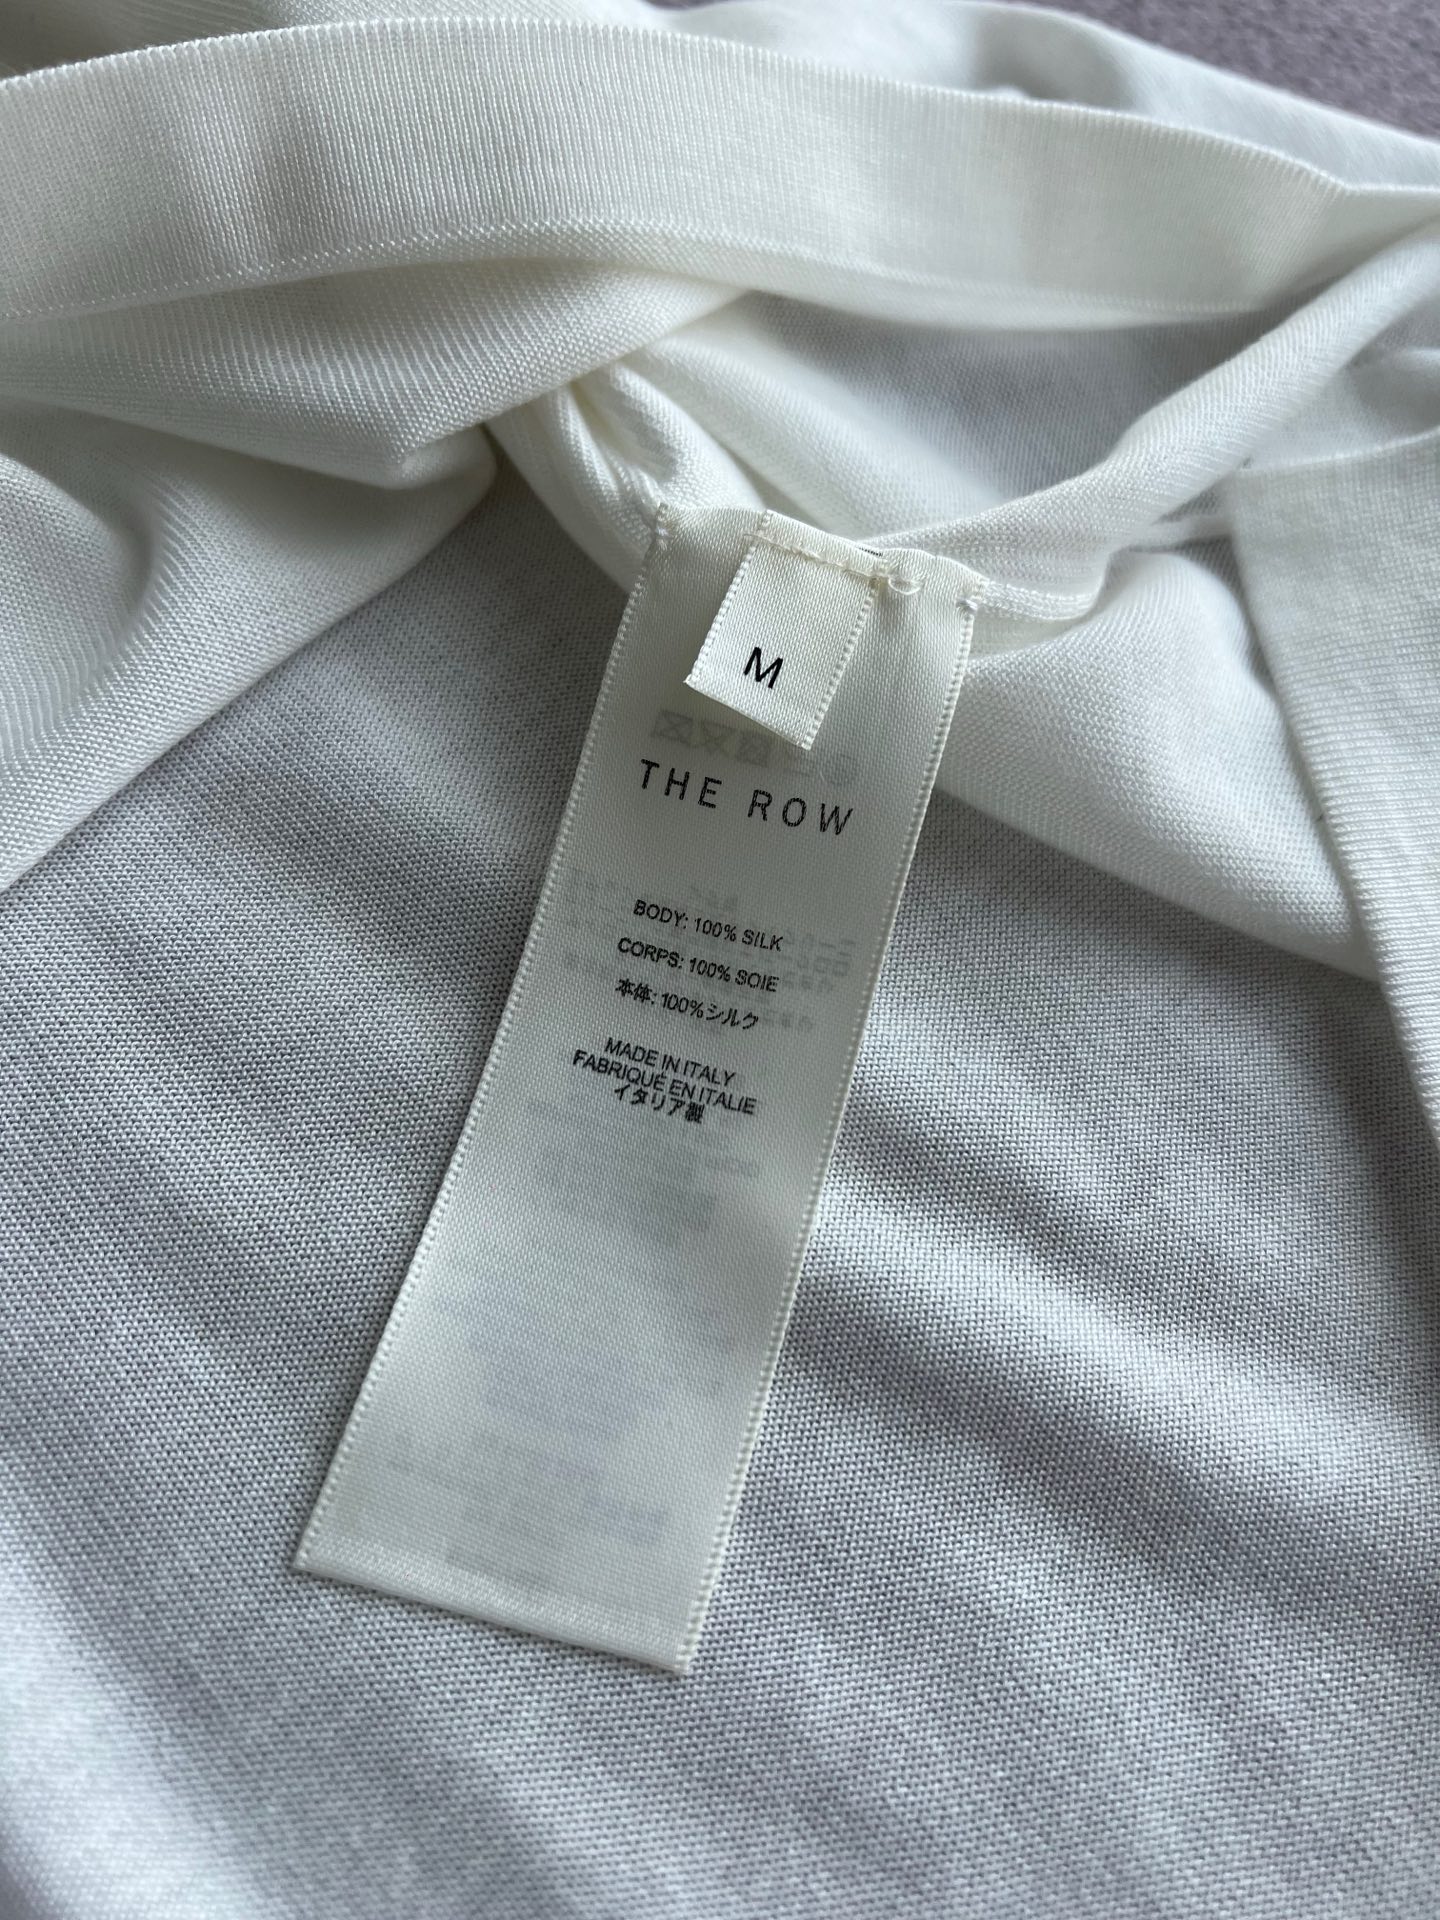 M
THE ROW
BODY: 100% SILK
CORPS: 100% SOIE
本体: 100%シルク
MADE IN ITALY
FABRIQUÉ EN ITALIE
イタリア製